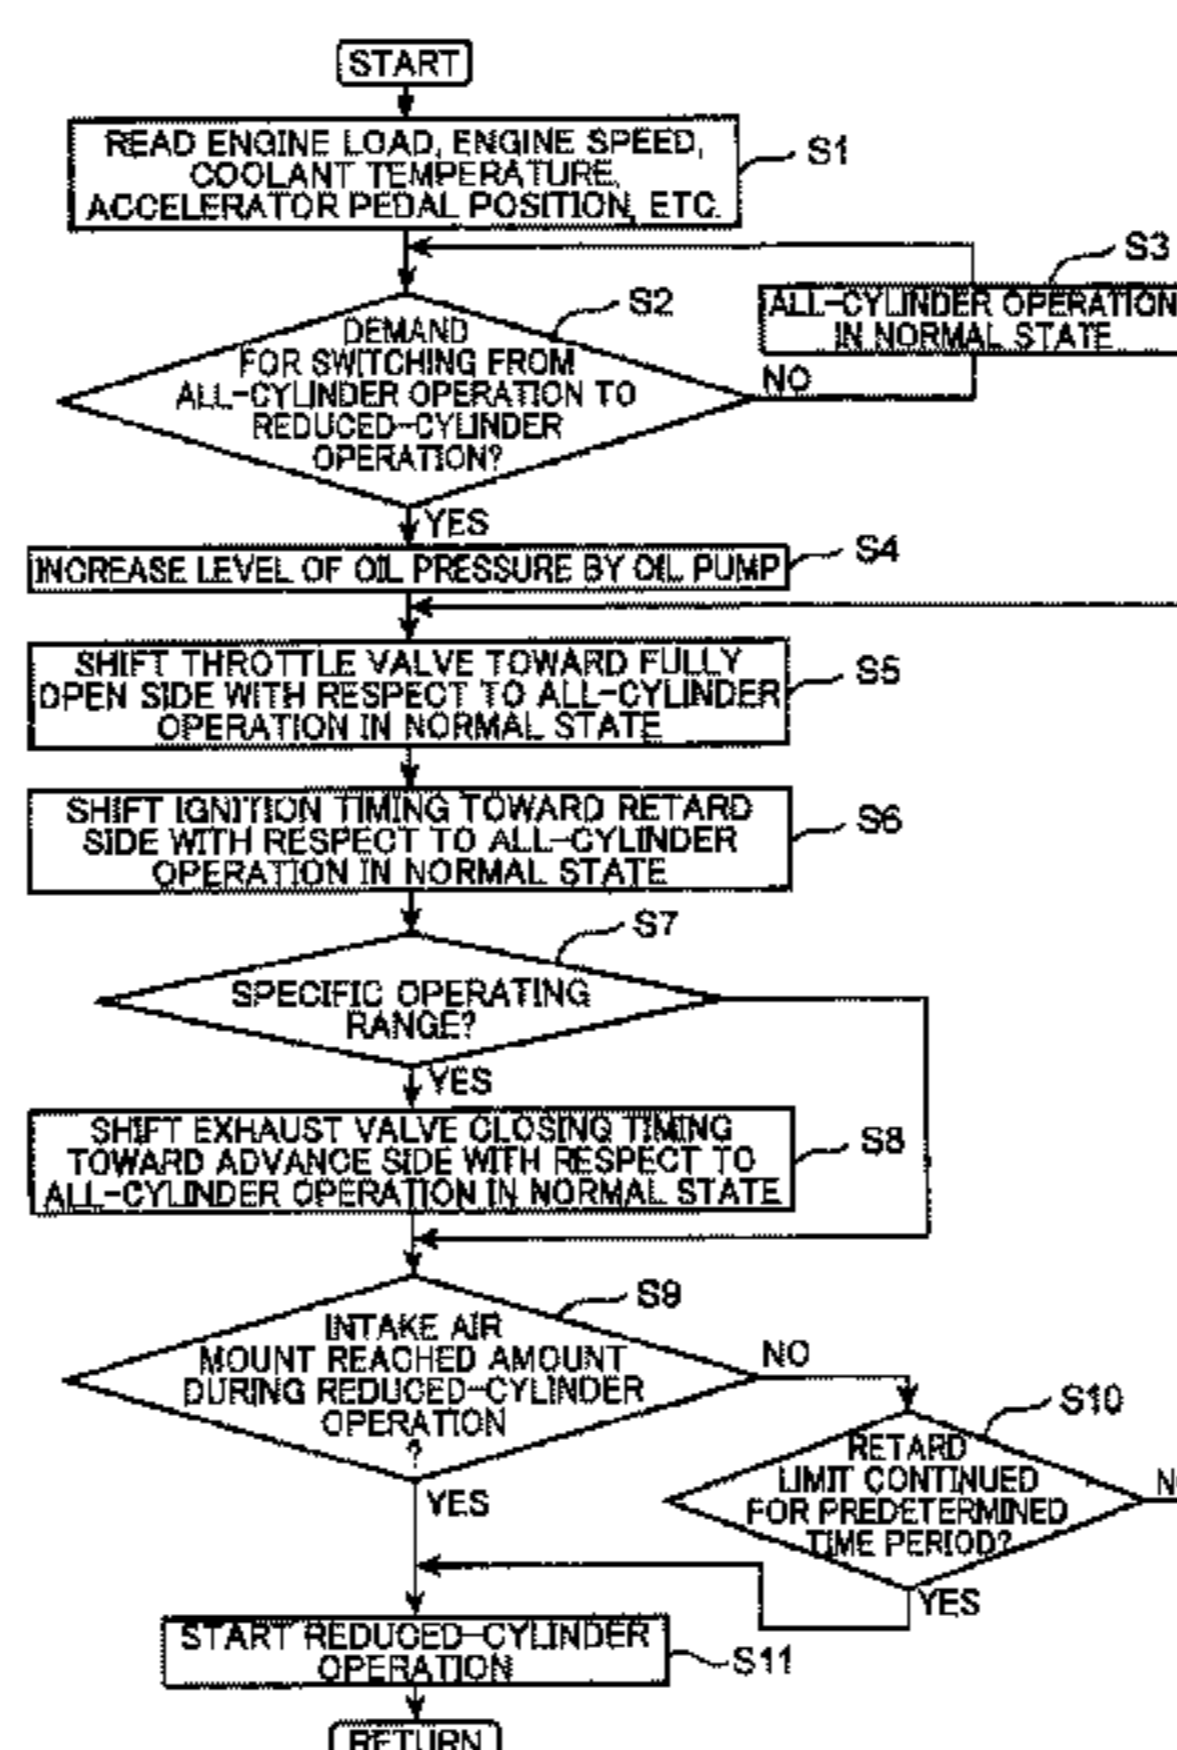 START
READ ENGINE LOAD, ENGINE SPEED,
COOLANT TEMPERATURE,
ACCELERATOR PEDAL POSITION, ETC.
S1
S3
ALL-CYLINDER OPERATION
IN NORMAL STATE
S2
DEMAND
FOR SWITCHING FROM
ALL-CYLINDER OPERATION TO
REDUCED-CYLINDER
OPERATION?
NO
YES
INCREASE LEVEL OF OIL PRESSURE BY OIL PUMP
S4
SHIFT THROTTLE VALVE TOWARD FULLY
OPEN SIDE WITH RESPECT TO ALL-CYLINDER
OPERATION IN NORMAL STATE
S5
SHIFT IGNITION TIMING TOWARD RETARD
SIDE WITH RESPECT TO ALL-CYLINDER
OPERATION IN NORMAL STATE
S6
S7
SPECIFIC OPERATING
RANGE?
YES
SHIFT EXHAUST VALVE CLOSING TIMING
TOWARD ADVANCE SIDE WITH RESPECT TO
ALL-CYLINDER OPERATION IN NORMAL STATE
S8
S9
INTAKE AIR
MOUNT REACHED AMOUNT
DURING REDUCED-CYLINDER
OPERATION
?
NO
YES
S10
RETARD
LIMIT CONTINUED
FOR PREDETERMINED
TIME PERIOD?
YES
START REDUCED-CYLINDER
OPERATION
S11
RETURN